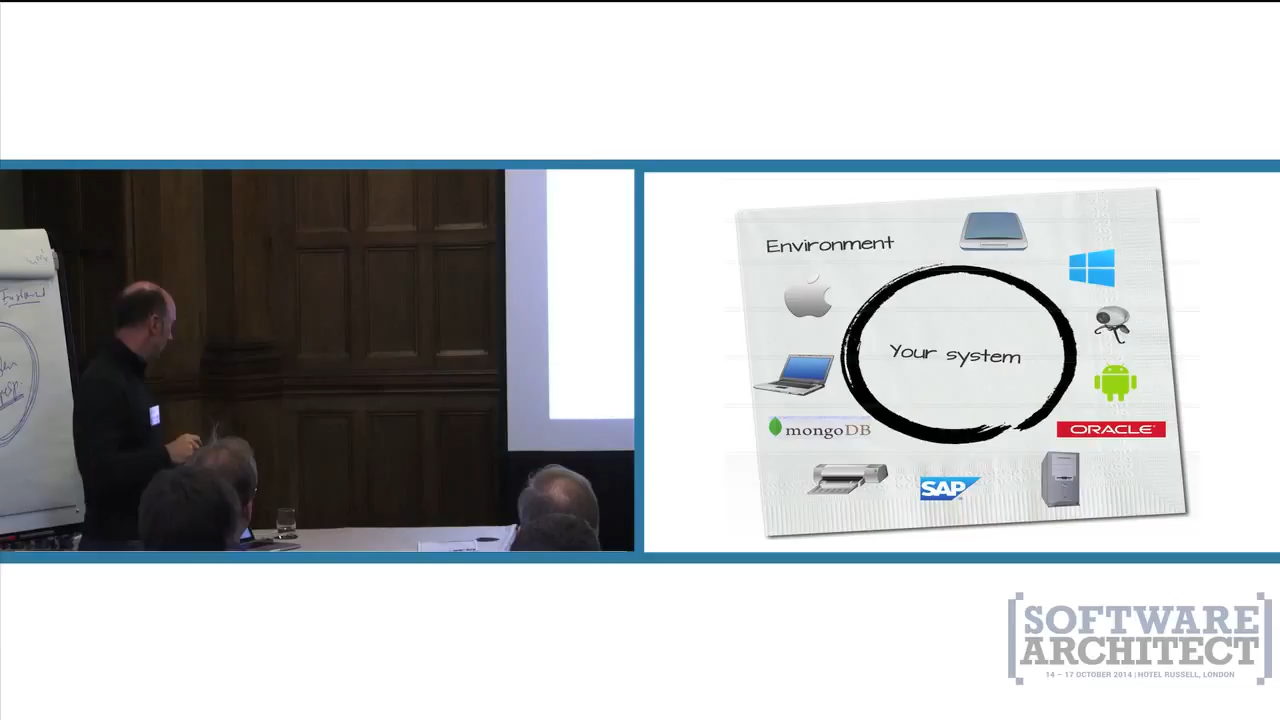 Environment
Your system
mongoDB
ORACLE
SAP
SOFTWARE
ARCHITECT
14 – 17 OCTOBER 2014 | HOTEL RUSSELL, LONDON